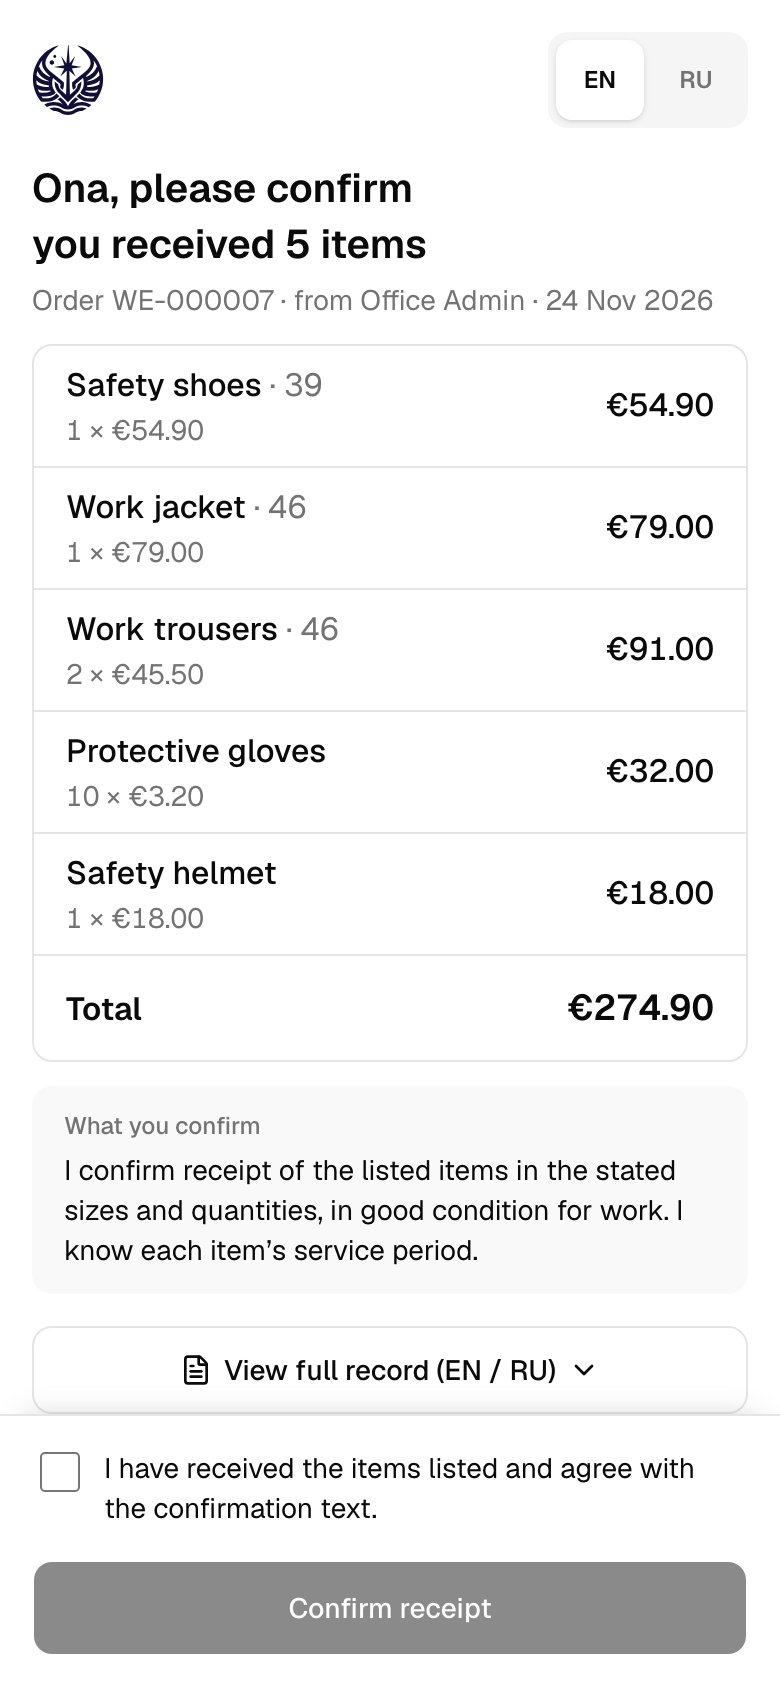 EN
RU
Ona, please confirm
you received 5 items
Order WE-000007 · from Office Admin · 24 Nov 2026
Safety shoes · 39
€54.90
1 × €54.90
Work jacket · 46
€79.00
1 × €79.00
Work trousers · 46
€91.00
2 × €45.50
Protective gloves
€32.00
10 × €3.20
Safety helmet
€18.00
1 × €18.00
Total
€274.90
What you confirm
I confirm receipt of the listed items in the stated
sizes and quantities, in good condition for work. I
know each item’s service period.
View full record (EN / RU)
I have received the items listed and agree with
the confirmation text.
Confirm receipt